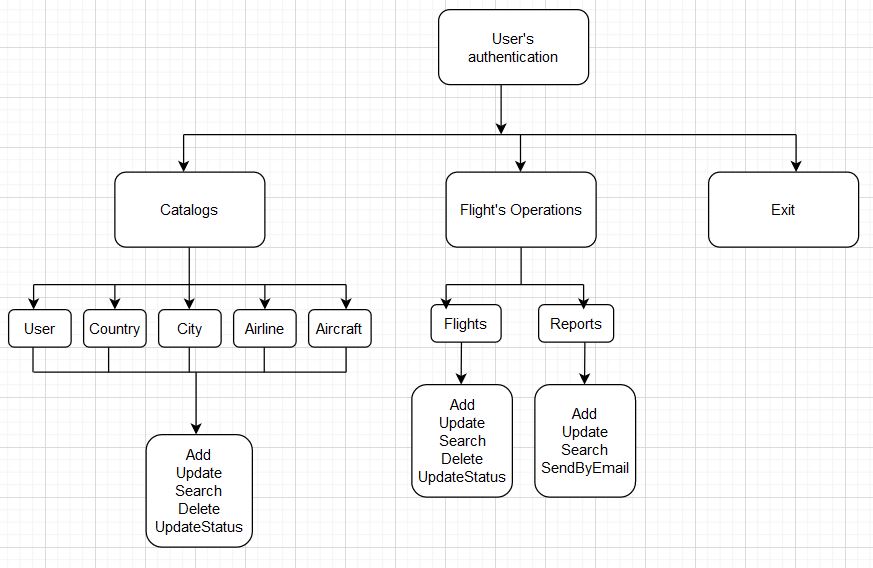 User's
authentication
Catalogs
Flight's Operations
Exit
User
Country
City
Airline
Aircraft
Flights
Reports
Add
Update
Search
Delete
UpdateStatus
Add
Update
Search
Delete
UpdateStatus
Add
Update
Search
SendByEmail